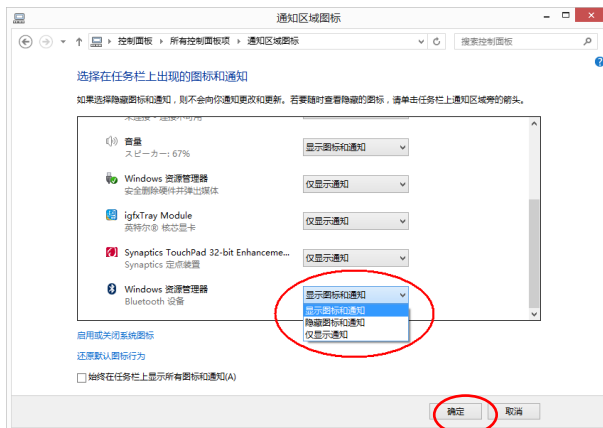 通知区域图标
控制面板 所有控制面板项 通知区域图标
搜索控制面板
选择在任务栏上出现的图标和通知
如果选择隐藏图标和通知，则不会向你通知更改和更新。若要随时查看隐藏的图标，请单击任务栏上通知区域旁的箭头。
未连接 - 连接不可用
音量
显示图标和通知
スピーカー: 67%
Windows 资源管理器
仅显示通知
安全删除硬件并弹出媒体
igfxTray Module
仅显示通知
英特尔® 核芯显卡
Synaptics TouchPad 32-bit Enhanceme...
仅显示通知
Synaptics 定点装置
Windows 资源管理器
显示图标和通知
Bluetooth 设备
显示图标和通知
隐藏图标和通知
仅显示通知
启用或关闭系统图标
还原默认图标行为
始终在任务栏上显示所有图标和通知(A)
确定
取消